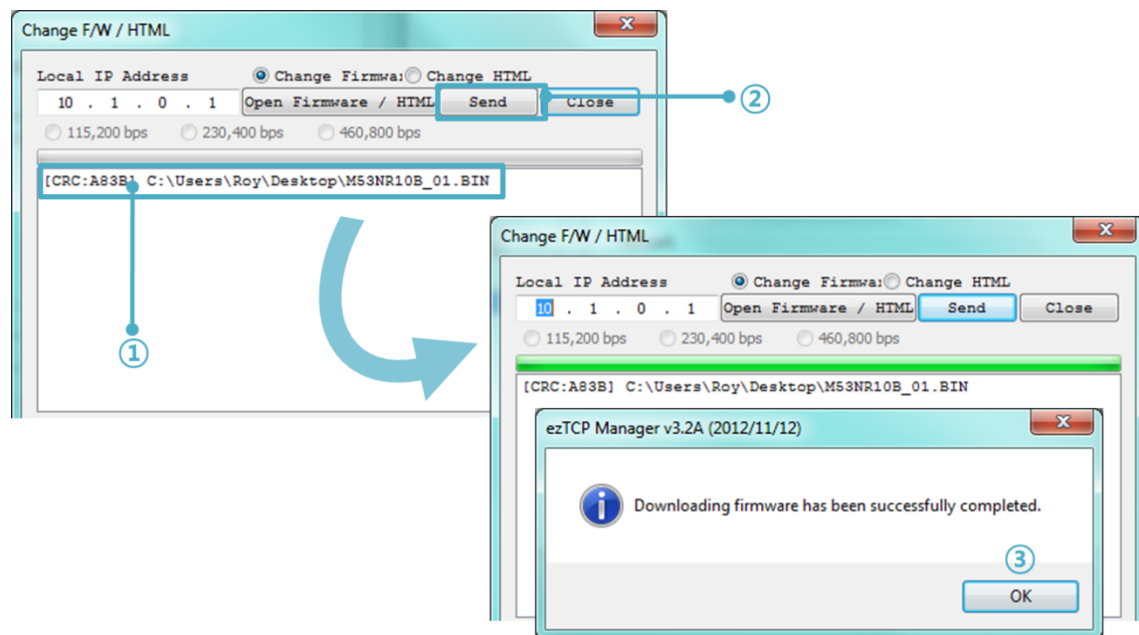 Change F/W / HTML
Local IP Address Change Firmwa: Change HTML
10 . 1 . 0 . 1 Open Firmware / HTML Send Close
115,200 bps 230,400 bps 460,800 bps
[CRC:A83B] C:\Users\Roy\Desktop\M53NR10B_01.BIN
②
①
Change F/W / HTML
Local IP Address Change Firmwa: Change HTML
10 . 1 . 0 . 1 Open Firmware / HTML Send Close
115,200 bps 230,400 bps 460,800 bps
[CRC:A83B] C:\Users\Roy\Desktop\M53NR10B_01.BIN
ezTCP Manager v3.2A (2012/11/12)
Downloading firmware has been successfully completed.
③
OK